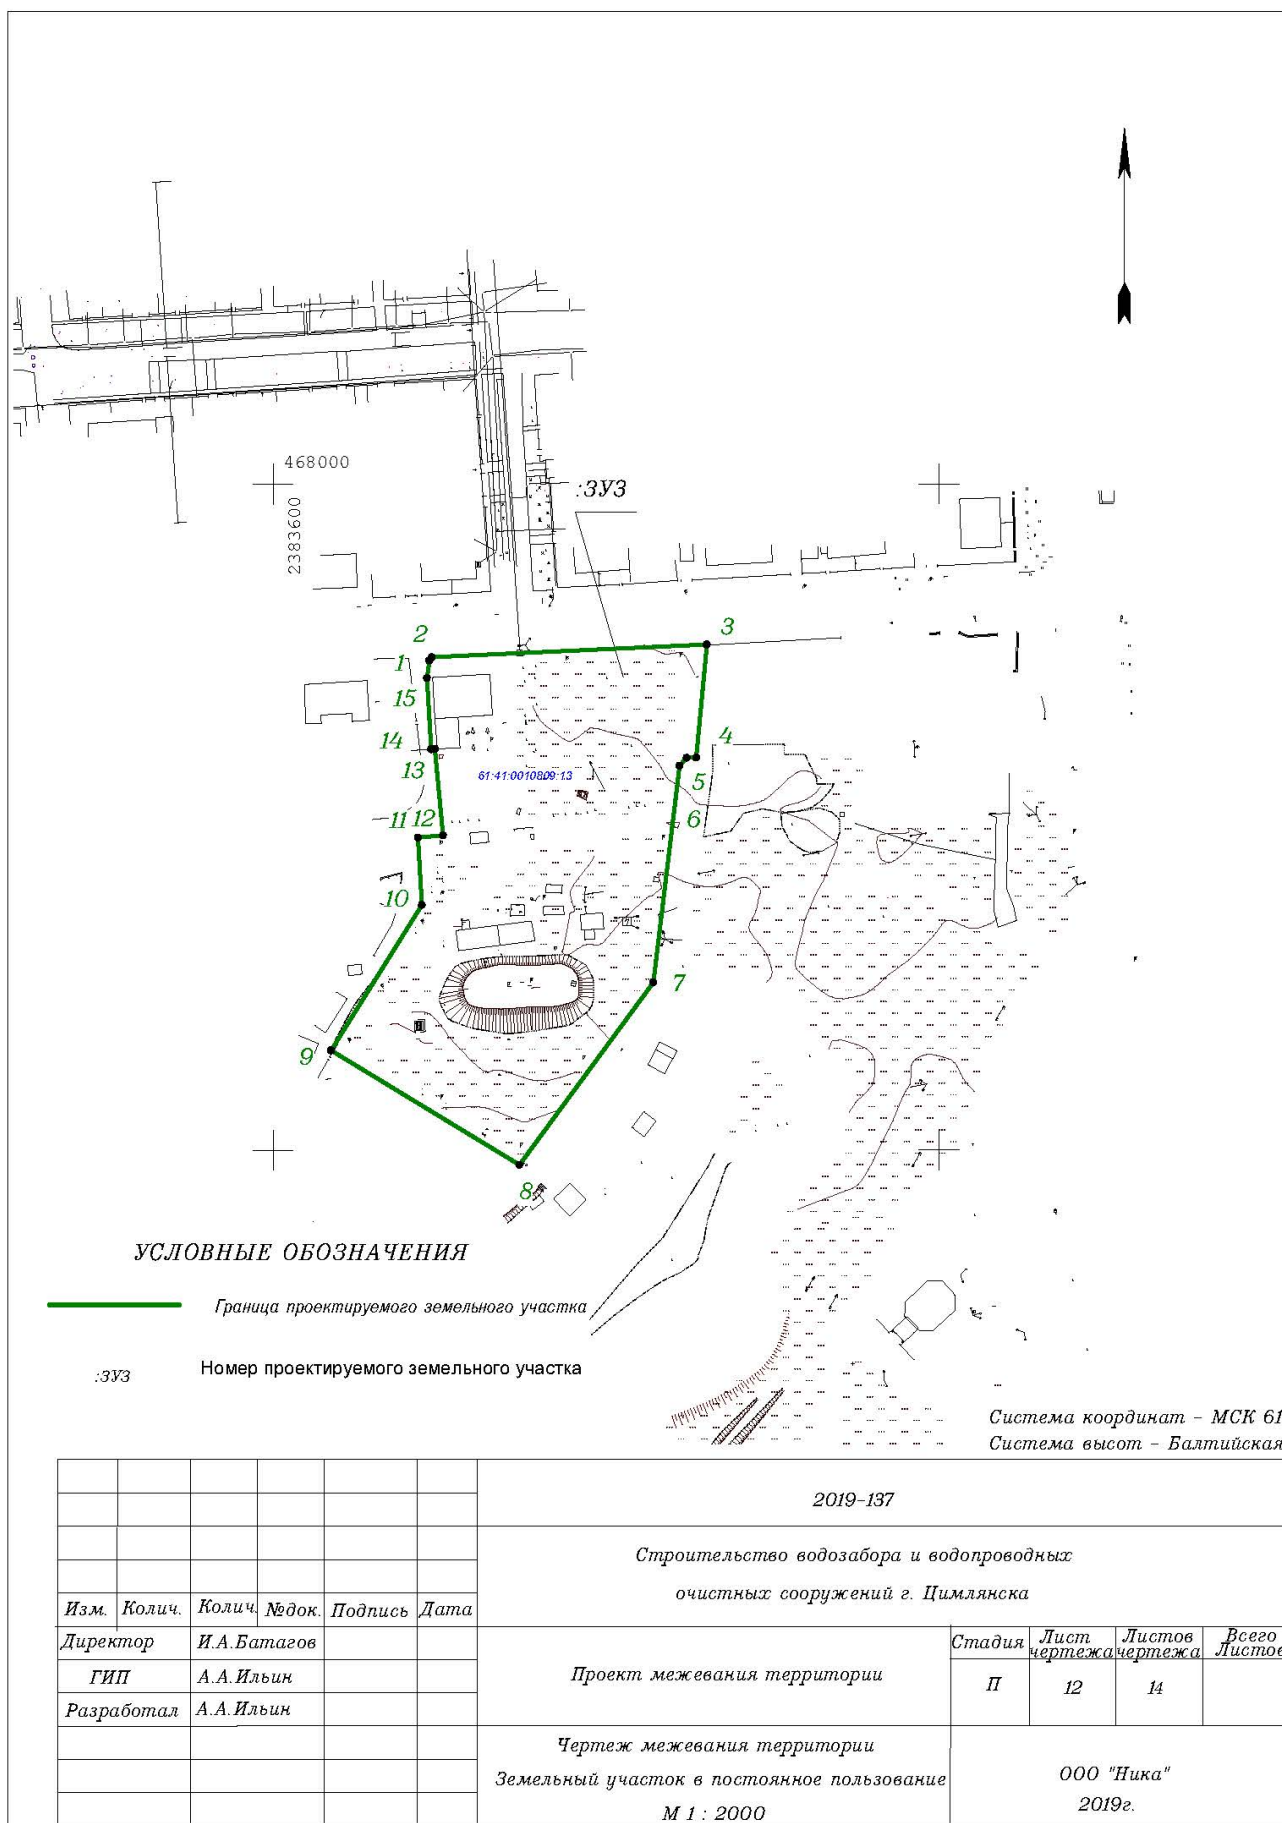 468000
2383600
:ЗУ3
2
3
1
15
14
4
13
5
61:41:0010809:13
11
12
6
10
7
9
8
УСЛОВНЫЕ ОБОЗНАЧЕНИЯ
Граница проектируемого земельного участка
:ЗУ3
Номер проектируемого земельного участка
Система координат - МСК 61
Система высот - Балтийская
2019-137
Строительство водозабора и водопроводных
очистных сооружений г. Цимлянска
Изм. Колич. Колич. №док. Подпись Дата
Директор И.А.Батагов
ГИП А.А.Ильин
Разработал А.А.Ильин
Проект межевания территории
Стадия Лист чертежа Листов чертежа Всего Листов
П 12 14
Чертеж межевания территории
Земельный участок в постоянное пользование
М 1 : 2000
ООО "Ника"
2019г.